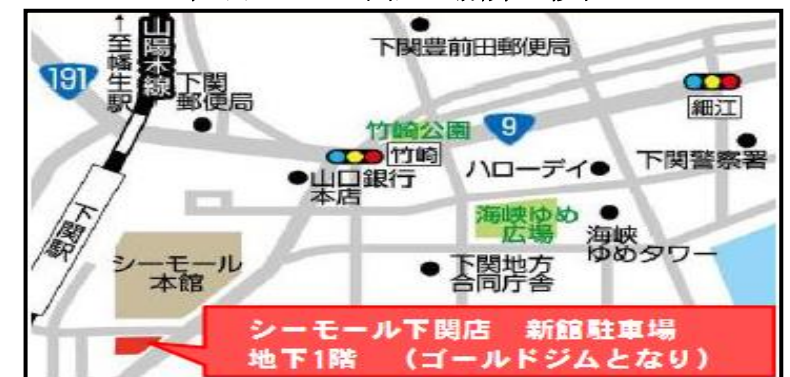 ↑至幡生駅
山陽本線
191
下関
郵便局
下関豊前田郵便局
細江
竹崎公園
9
竹崎
山口銀行
本店
ハローデイ
下関警察署
下関駅
海峡ゆめ
広場
海峡
ゆめタワー
シーモール
本館
下関地方
合同庁舎
シーモール下関店 新館駐車場
地下1階 （ゴールドジムとなり）